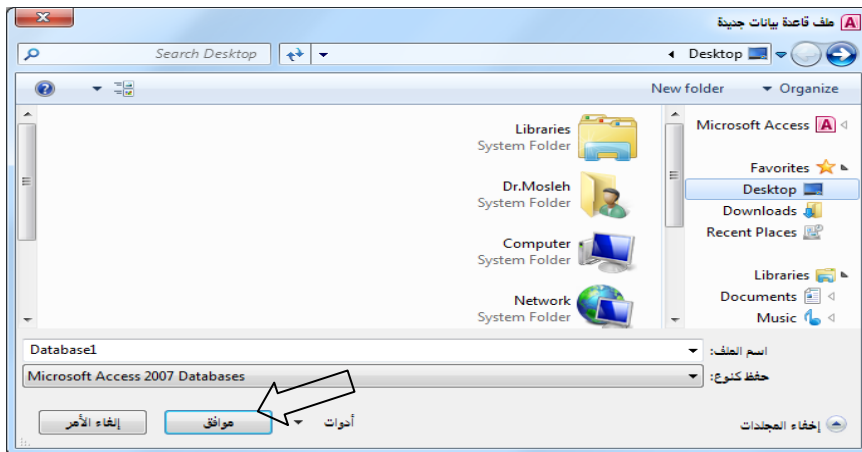 ملف قاعدة بيانات جديدة
Desktop
Search Desktop
Organize
New folder
Microsoft Access
Favorites
Desktop
Downloads
Recent Places
Libraries
Documents
Music
Libraries
System Folder
Dr.Mosleh
System Folder
Computer
System Folder
Network
System Folder
اسم الملف:
Database1
حفظ كنوع:
Microsoft Access 2007 Databases
إخفاء المجلدات
أدوات
موافق
إلغاء الأمر